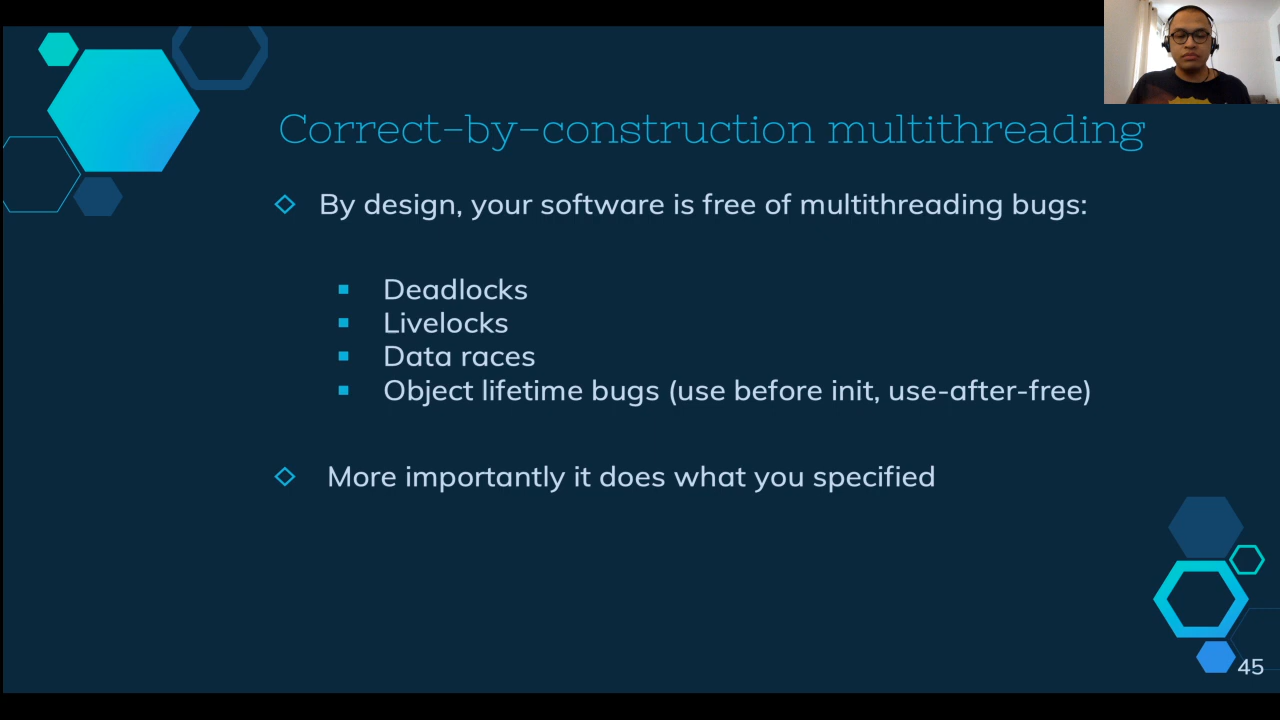 Correct-by-construction multithreading
By design, your software is free of multithreading bugs:
Deadlocks
Livelocks
Data races
Object lifetime bugs (use before init, use-after-free)
More importantly it does what you specified
45